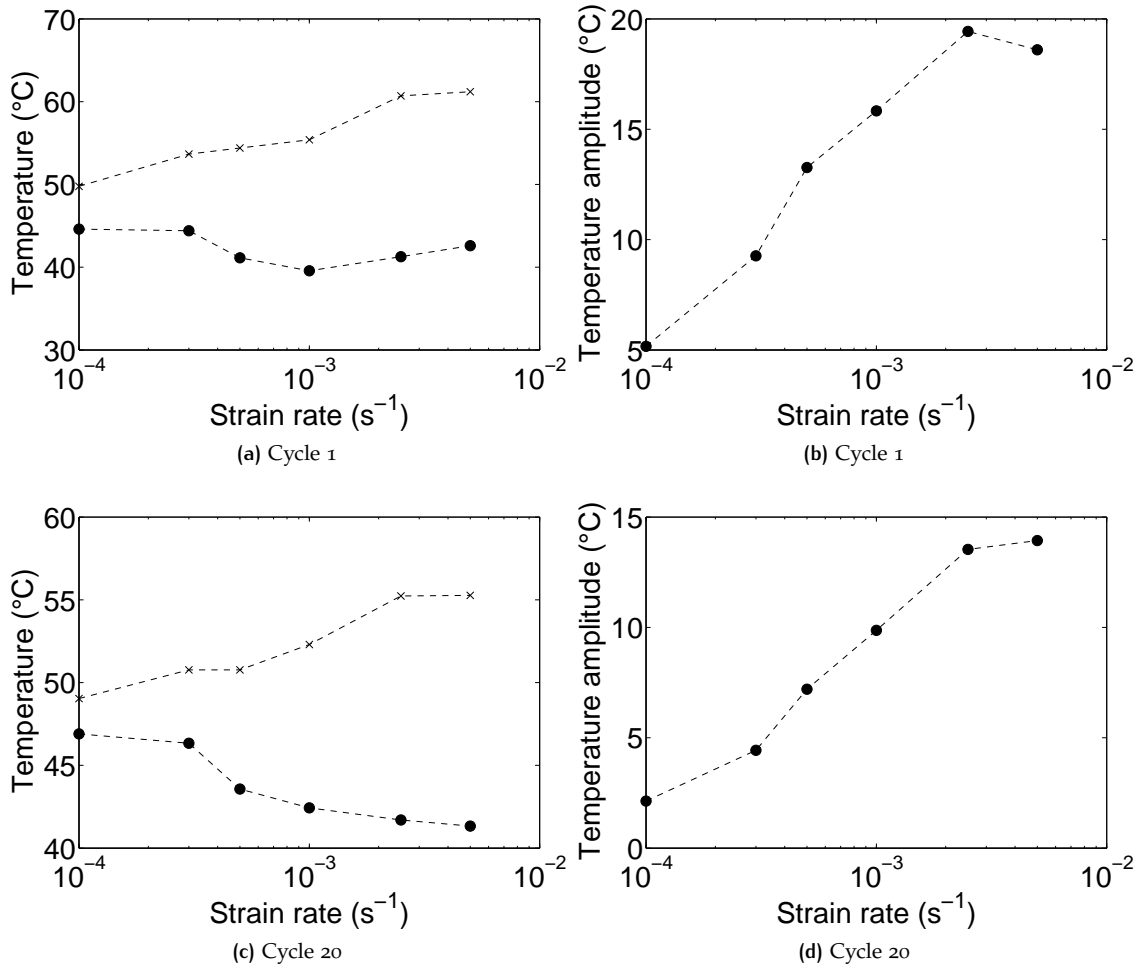 Temperature (°C)
70
60
50
40
30
10⁻⁴
10⁻³
10⁻²
Strain rate (s⁻¹)
(a) Cycle 1
Temperature amplitude (°C)
20
15
10
5
10⁻⁴
10⁻³
10⁻²
Strain rate (s⁻¹)
(b) Cycle 1
Temperature (°C)
60
55
50
45
40
10⁻⁴
10⁻³
10⁻²
Strain rate (s⁻¹)
(c) Cycle 20
Temperature amplitude (°C)
15
10
5
0
10⁻⁴
10⁻³
10⁻²
Strain rate (s⁻¹)
(d) Cycle 20